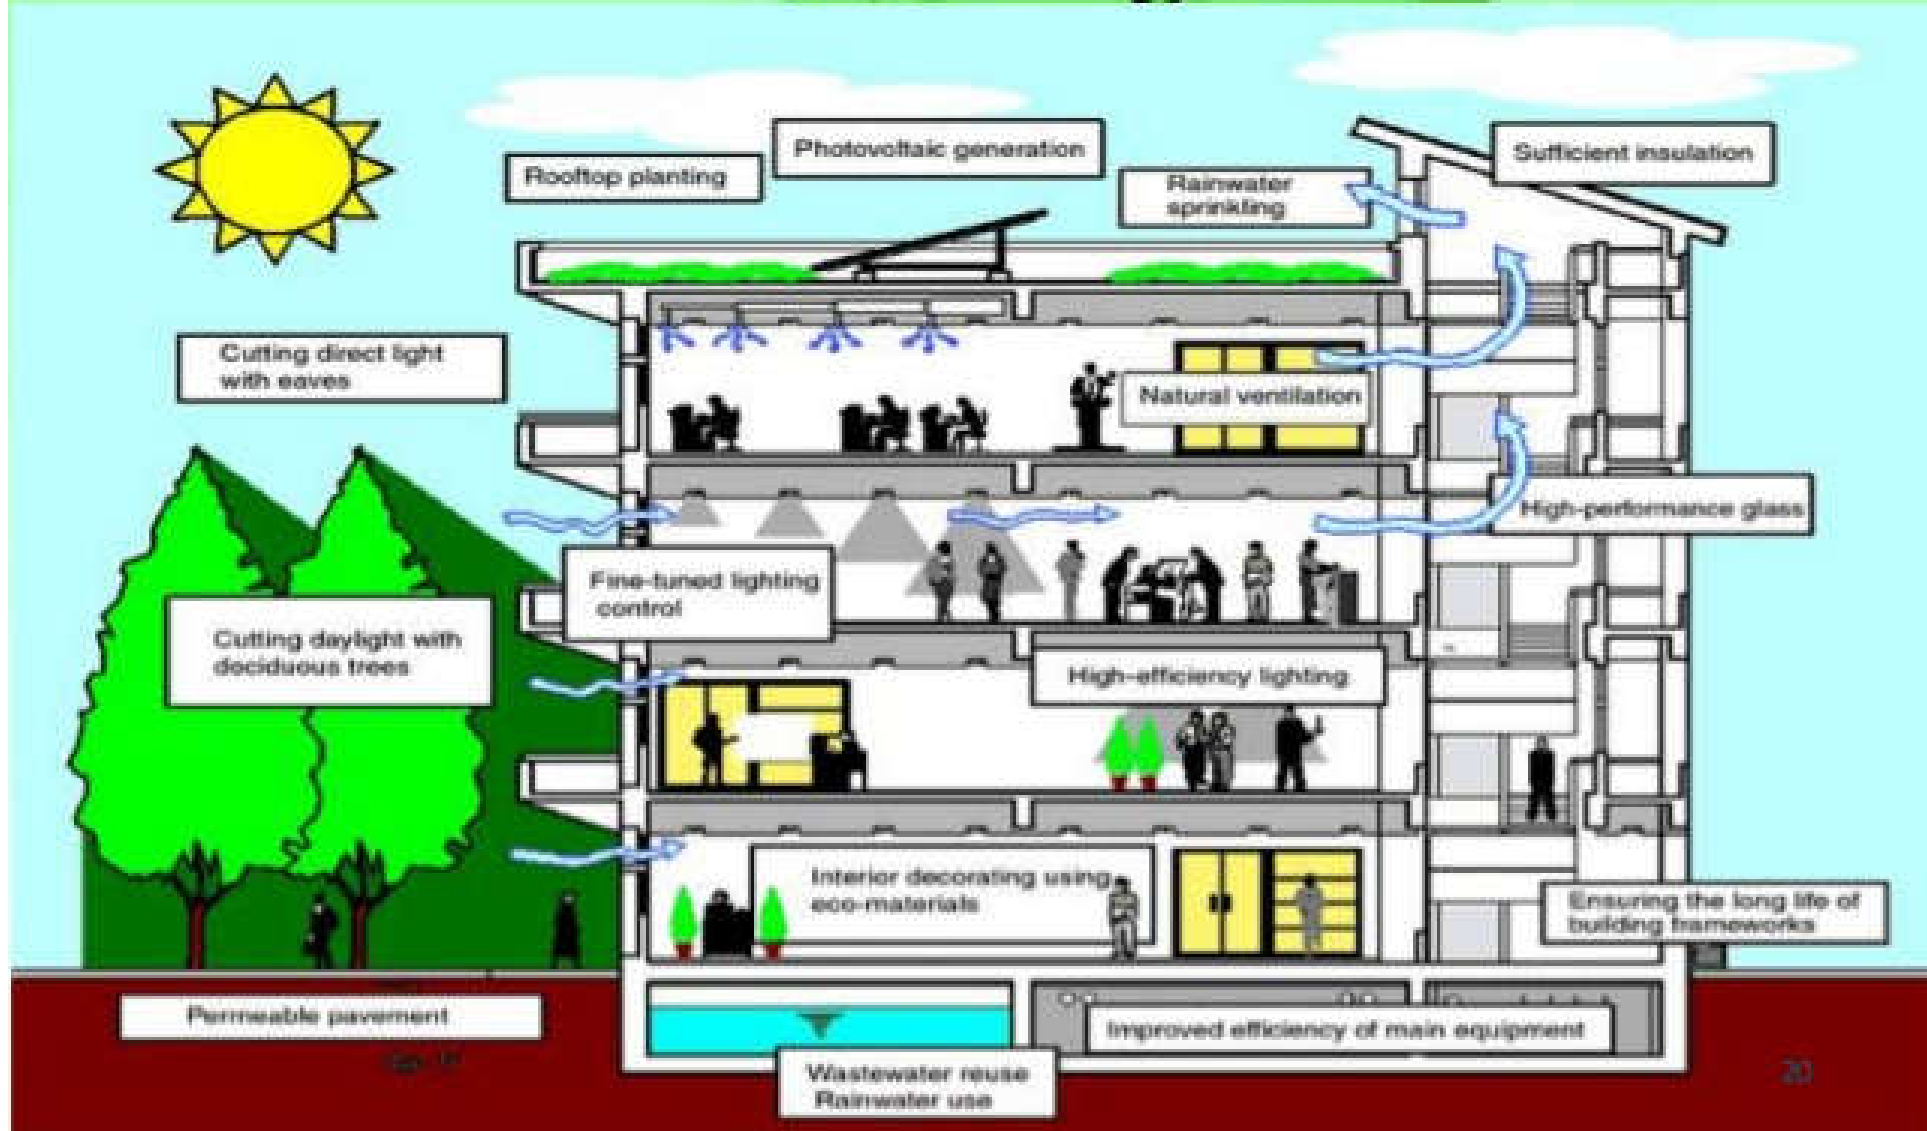 Photovoltaic generation
Sufficient insulation
Rooftop planting
Rainwater
sprinkling
Cutting direct light
with eaves
Natural ventilation
High-performance glass
Fine-tuned lighting
control
Cutting daylight with
dociduous trees
High-efficiency lighting
Interior decorating using
eco-materials
Ensuring the long life of
building frameworks
Permeable pavement
Improved efficiency of main equipment
Wastewater reuse
Rainwater use
20